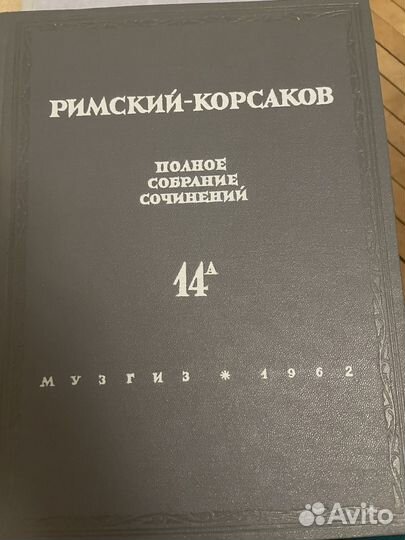 РИМСКИЙ-КОРСАКОВ
ПОЛНОЕ
СОБРАНИЕ
СОЧИНЕНИЙ
14А
МУЗГИЗ * 1962
Avito